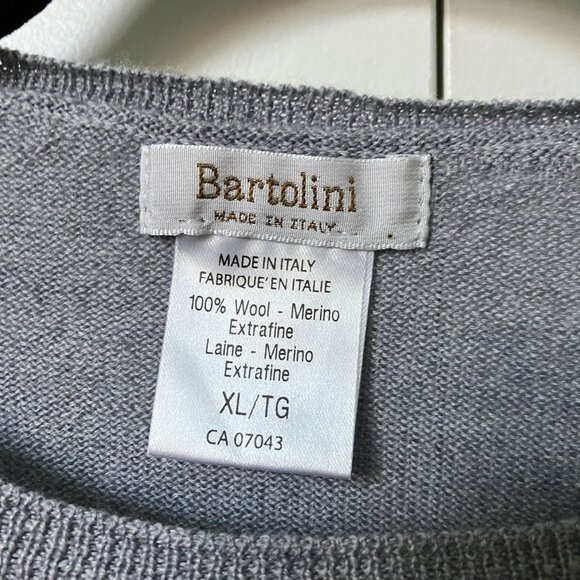 Bartolini
MADE IN ITALY
MADE IN ITALY
FABRIQUE' EN ITALIE
100% Wool - Merino
Extrafine
Laine - Merino
Extrafine
XL/TG
CA 07043